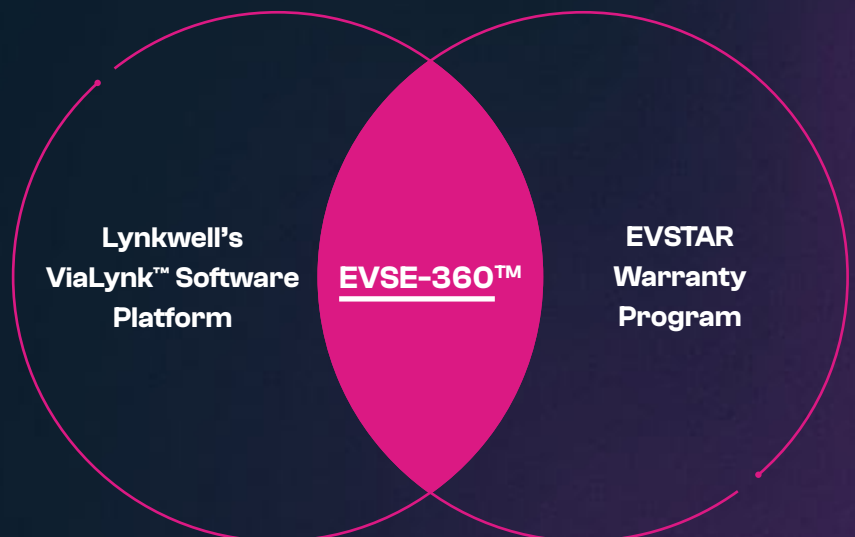 Lynkwell’s
ViaLynk™ Software
Platform
EVSE-360™
EVSTAR
Warranty
Program